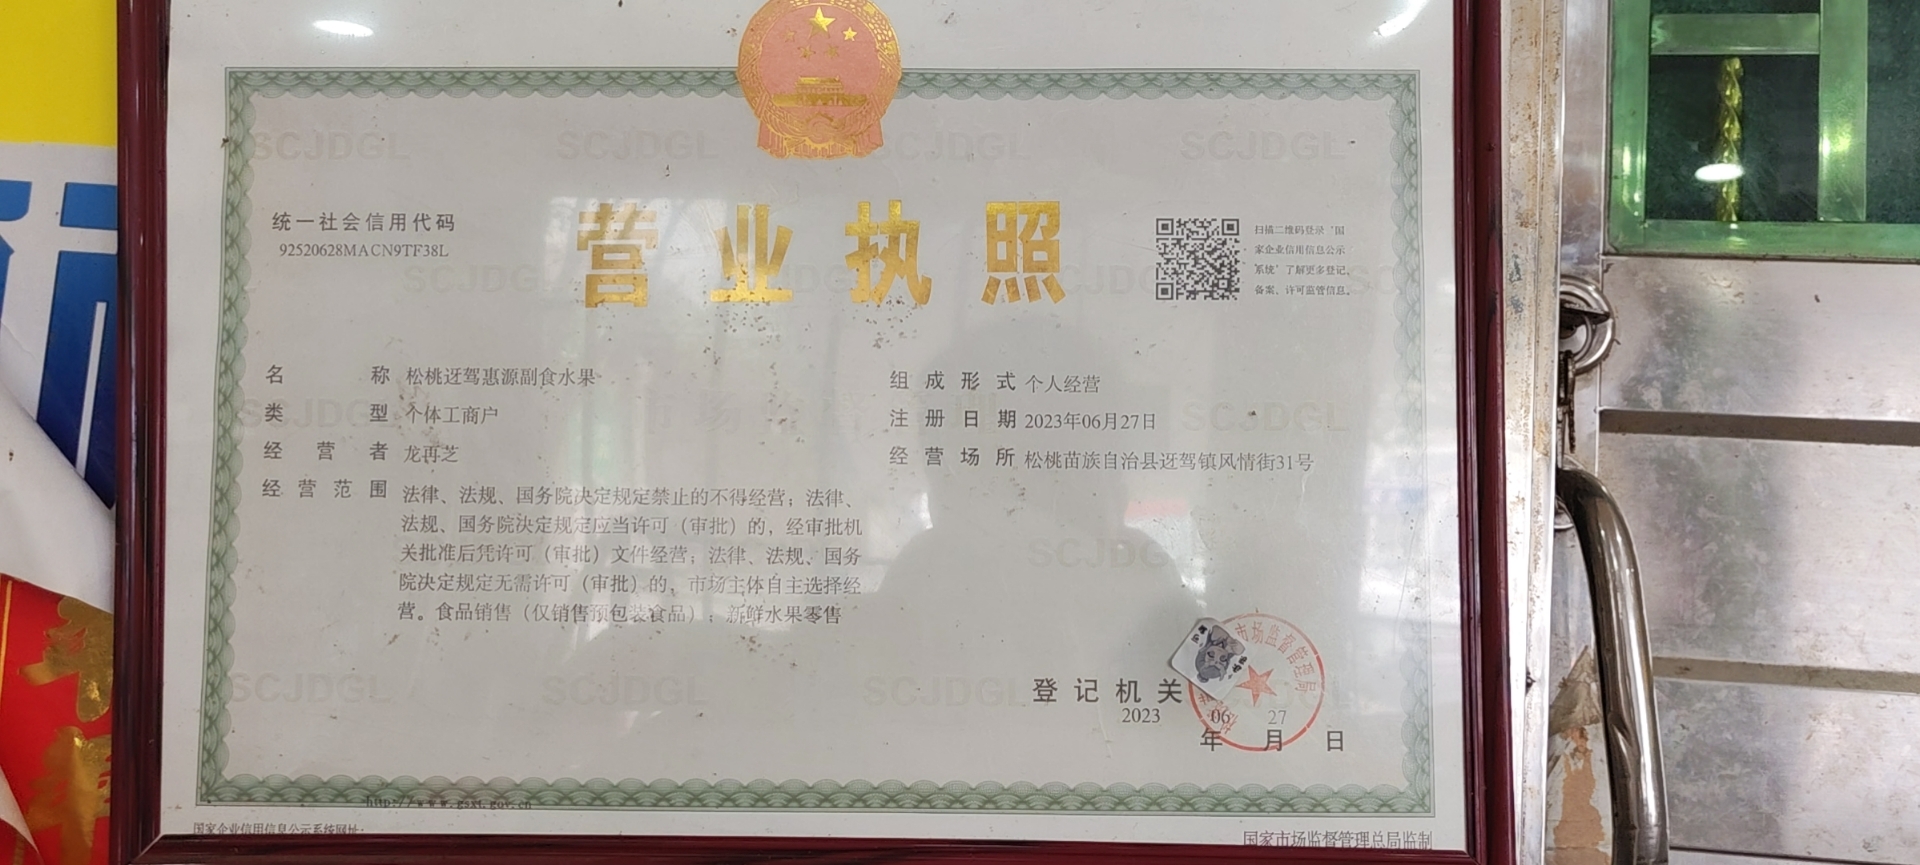 营业执照
统一社会信用代码
92520628MACN9TF38L
扫描二维码登录‘国
家企业信用信息公示
系统’了解更多登记、
备案、许可监管信息。
名称 松桃迓驾惠源副食水果
类型 个体工商户
经营者 龙再芝
经营范围 法律、法规、国务院决定规定禁止的不得经营；法律、
法规、国务院决定规定应当许可（审批）的，经审批机
关批准后凭许可（审批）文件经营；法律、法规、国务
院决定规定无需许可（审批）的，市场主体自主选择经
营。食品销售（仅销售预包装食品）；新鲜水果零售
组成形式 个人经营
注册日期 2023年06月27日
经营场所 松桃苗族自治县迓驾镇风情街31号
登记机关
市场监督管理局
2023 06 27
年 月 日
http://www.gsxt.gov.cn
国家企业信用信息公示系统网址：
国家市场监督管理总局监制
SCJDGL